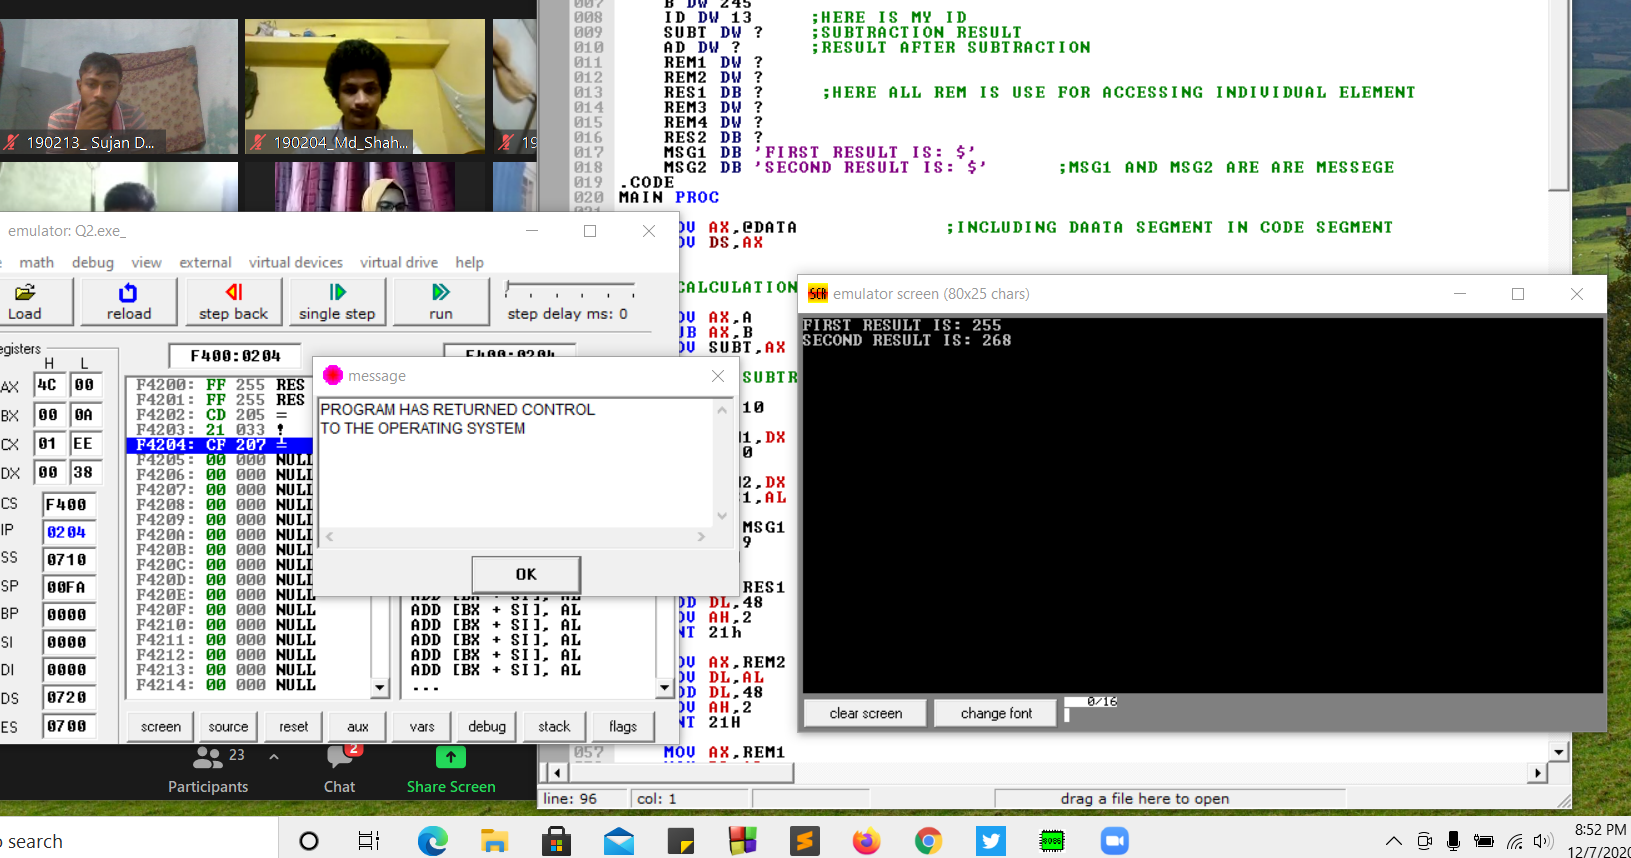 007 B DW 245
008 ID DW 13 ;HERE IS MY ID
009 SUBT DW ? ;SUBTRACTION RESULT
010 AD DW ? ;RESULT AFTER SUBTRACTION
011 REM1 DW ?
012 REM2 DW ?
013 RES1 DB ? ;HERE ALL REM IS USE FOR ACCESSING INDIVIDUAL ELEMENT
014 REM3 DW ?
015 REM4 DW ?
016 RES2 DB ?
017 MSG1 DB 'FIRST RESULT IS: $'
018 MSG2 DB 'SECOND RESULT IS: $' ;MSG1 AND MSG2 ARE ARE MESSEGE
019 .CODE
020 MAIN PROC
OV AX,@DATA ;INCLUDING DAATA SEGMENT IN CODE SEGMENT
OV DS,AX
CALCULATION
OV AX,A
UB AX,B
OV SUBT,AX
SUBTR
10
1,DX
0
2,DX
1,AL
MSG1
9
RES1
DD DL,48
OV AH,2
NT 21h
OV AX,REM2
OV DL,AL
DD DL,48
OV AH,2
NT 21H
057 MOV AX,REM1
line: 96
col: 1
drag a file here to open
190213_ Sujan D...
190204_Md_Shah...
19
emulator: Q2.exe_
math debug view external virtual devices virtual drive help
Load
reload
step back
single step
run
step delay ms: 0
egisters
H L
AX 4C 00
BX 00 0A
CX 01 EE
DX 00 38
CS F400
IP 0204
SS 0710
SP 00FA
BP 0000
SI 0000
DI 0000
DS 0720
ES 0700
F400:0204
F400:0204
F4200: FF 255 RES
F4201: FF 255 RES
F4202: CD 205 =
F4203: 21 033 !
F4204: CF 207 ╧
F4205: 00 000 NULL
F4206: 00 000 NULL
F4207: 00 000 NULL
F4208: 00 000 NULL
F4209: 00 000 NULL
F420A: 00 000 NULL
F420B: 00 000 NULL
F420C: 00 000 NULL
F420D: 00 000 NULL
F420E: 00 000 NULL
F420F: 00 000 NULL
F4210: 00 000 NULL
F4211: 00 000 NULL
F4212: 00 000 NULL
F4213: 00 000 NULL
F4214: 00 000 NULL
ADD [BX + SI], AL
ADD [BX + SI], AL
ADD [BX + SI], AL
ADD [BX + SI], AL
ADD [BX + SI], AL
ADD [BX + SI], AL
...
screen source reset aux vars debug stack flags
message
PROGRAM HAS RETURNED CONTROL
TO THE OPERATING SYSTEM
OK
SCR
emulator screen (80x25 chars)
FIRST RESULT IS: 255
SECOND RESULT IS: 268
clear screen
change font
0/16
23
2
Participants
Chat
Share Screen
search
8086
8:52 PM
12/7/202